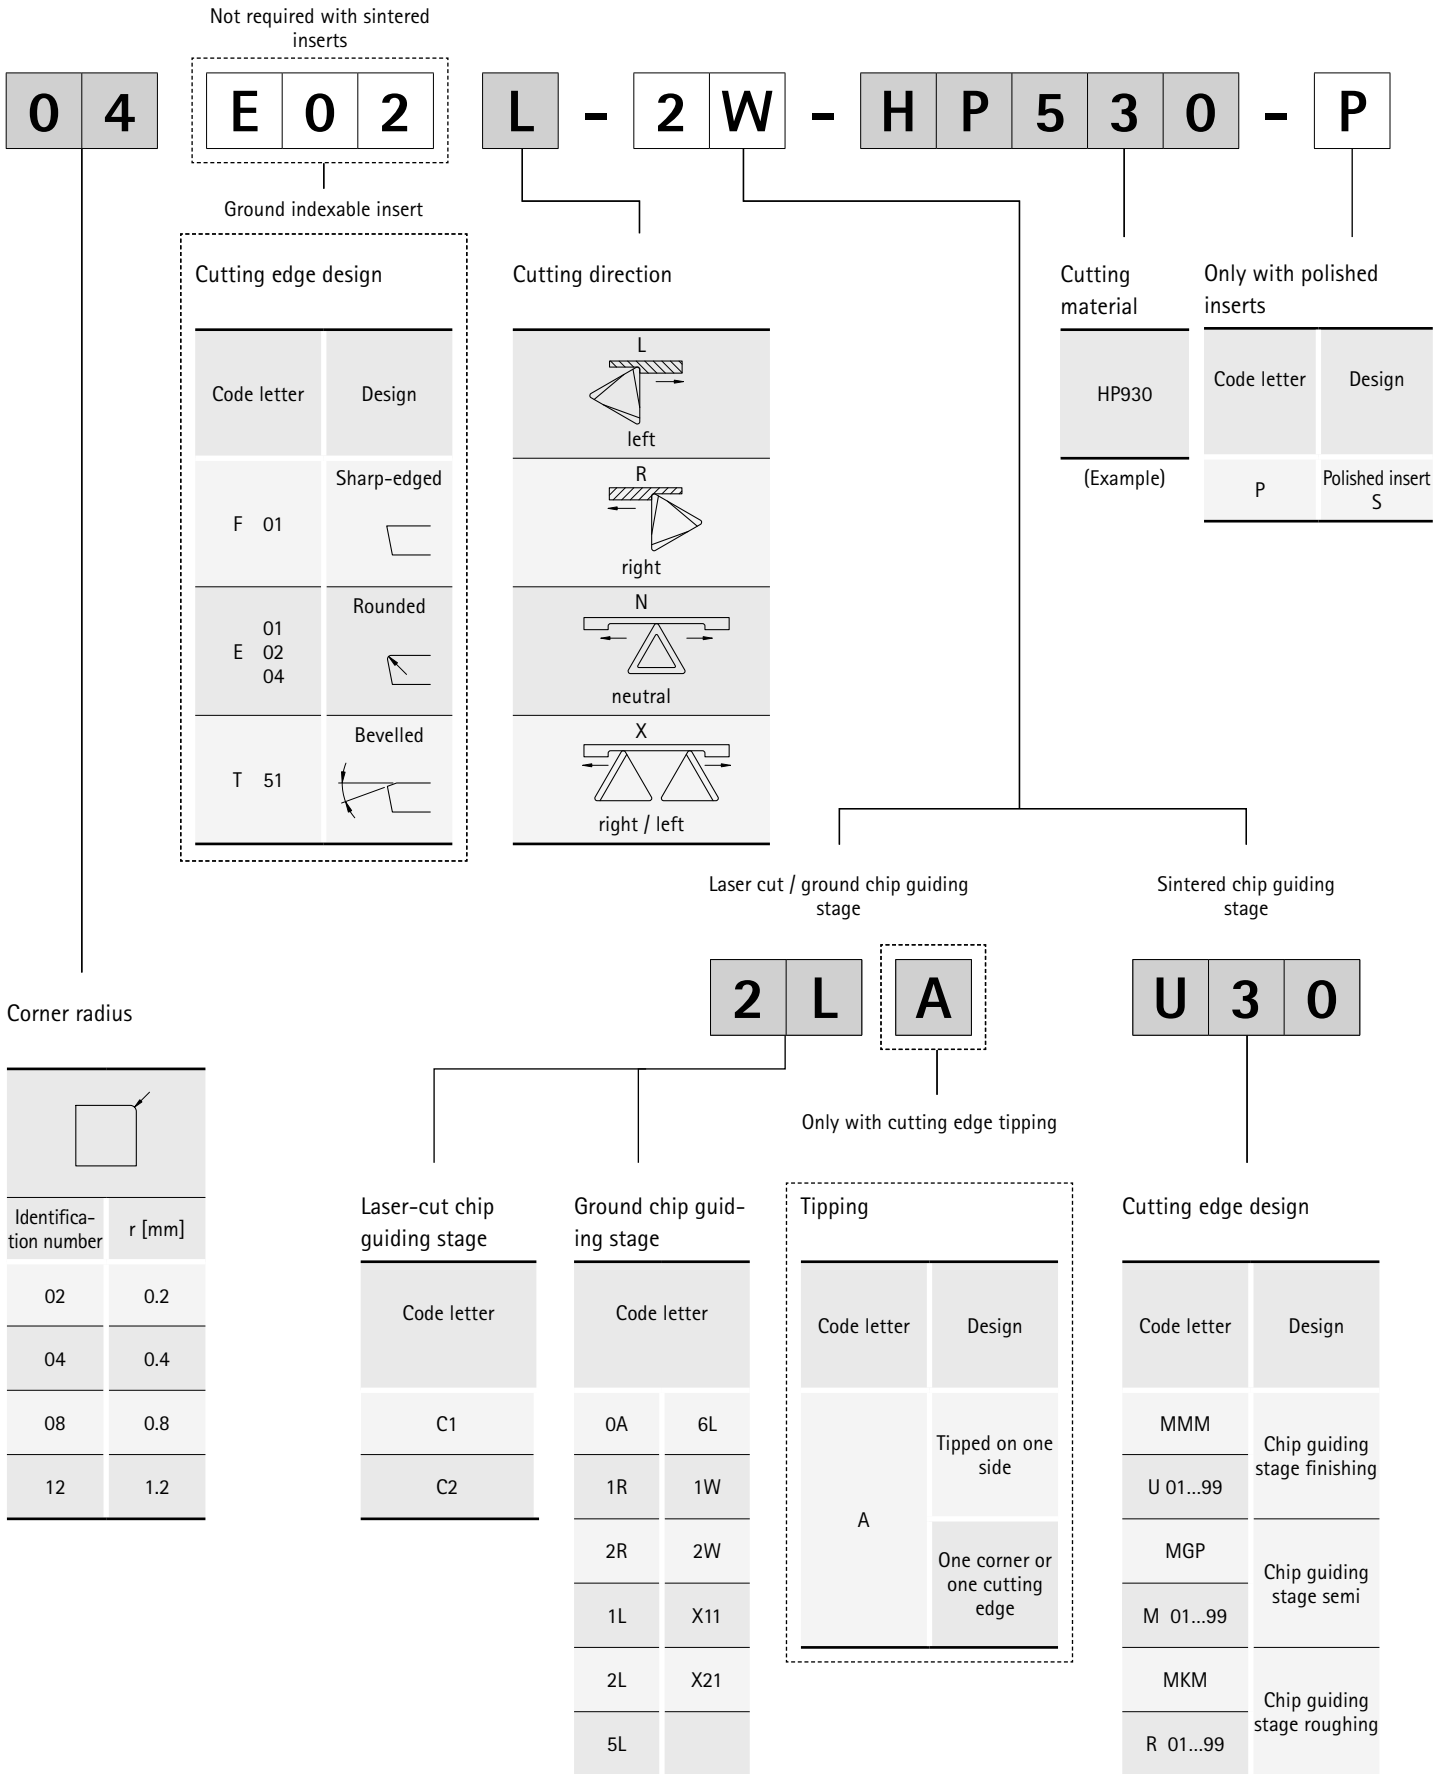 Not required with sintered
inserts
0 4 E 0 2 L - 2 W - H P 5 3 0 - P
Ground indexable insert
Cutting edge design
Code letter Design
F 01 Sharp-edged
E 01 02 04 Rounded
T 51 Bevelled
Cutting direction
L
left
R
right
N
neutral
X
right / left
Cutting
material
HP930
(Example)
Only with polished
inserts
Code letter Design
P Polished insert
S
Laser cut / ground chip guiding
stage
Sintered chip guiding
stage
2 L A
U 3 0
Only with cutting edge tipping
Corner radius
Identifica-
tion number r [mm]
02 0.2
04 0.4
08 0.8
12 1.2
Laser-cut chip
guiding stage
Code letter
C1
C2
Ground chip guid-
ing stage
Code letter
0A 6L
1R 1W
2R 2W
1L X11
2L X21
5L
Tipping
Code letter Design
A
Tipped on one
side
One corner or
one cutting
edge
Cutting edge design
Code letter Design
MMM
U 01...99
Chip guiding
stage finishing
MGP
M 01...99
Chip guiding
stage semi
MKM
R 01...99
Chip guiding
stage roughing